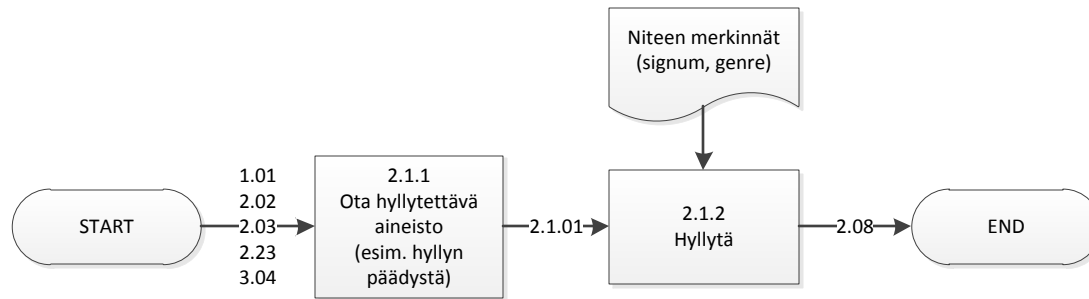 Niteen merkinnät
(signum, genre)
START
1.01
2.02
2.03
2.23
3.04
2.1.1
Ota hyllytettävä
aineisto
(esim. hyllyn
päädystä)
2.1.01
2.1.2
Hyllytä
2.08
END